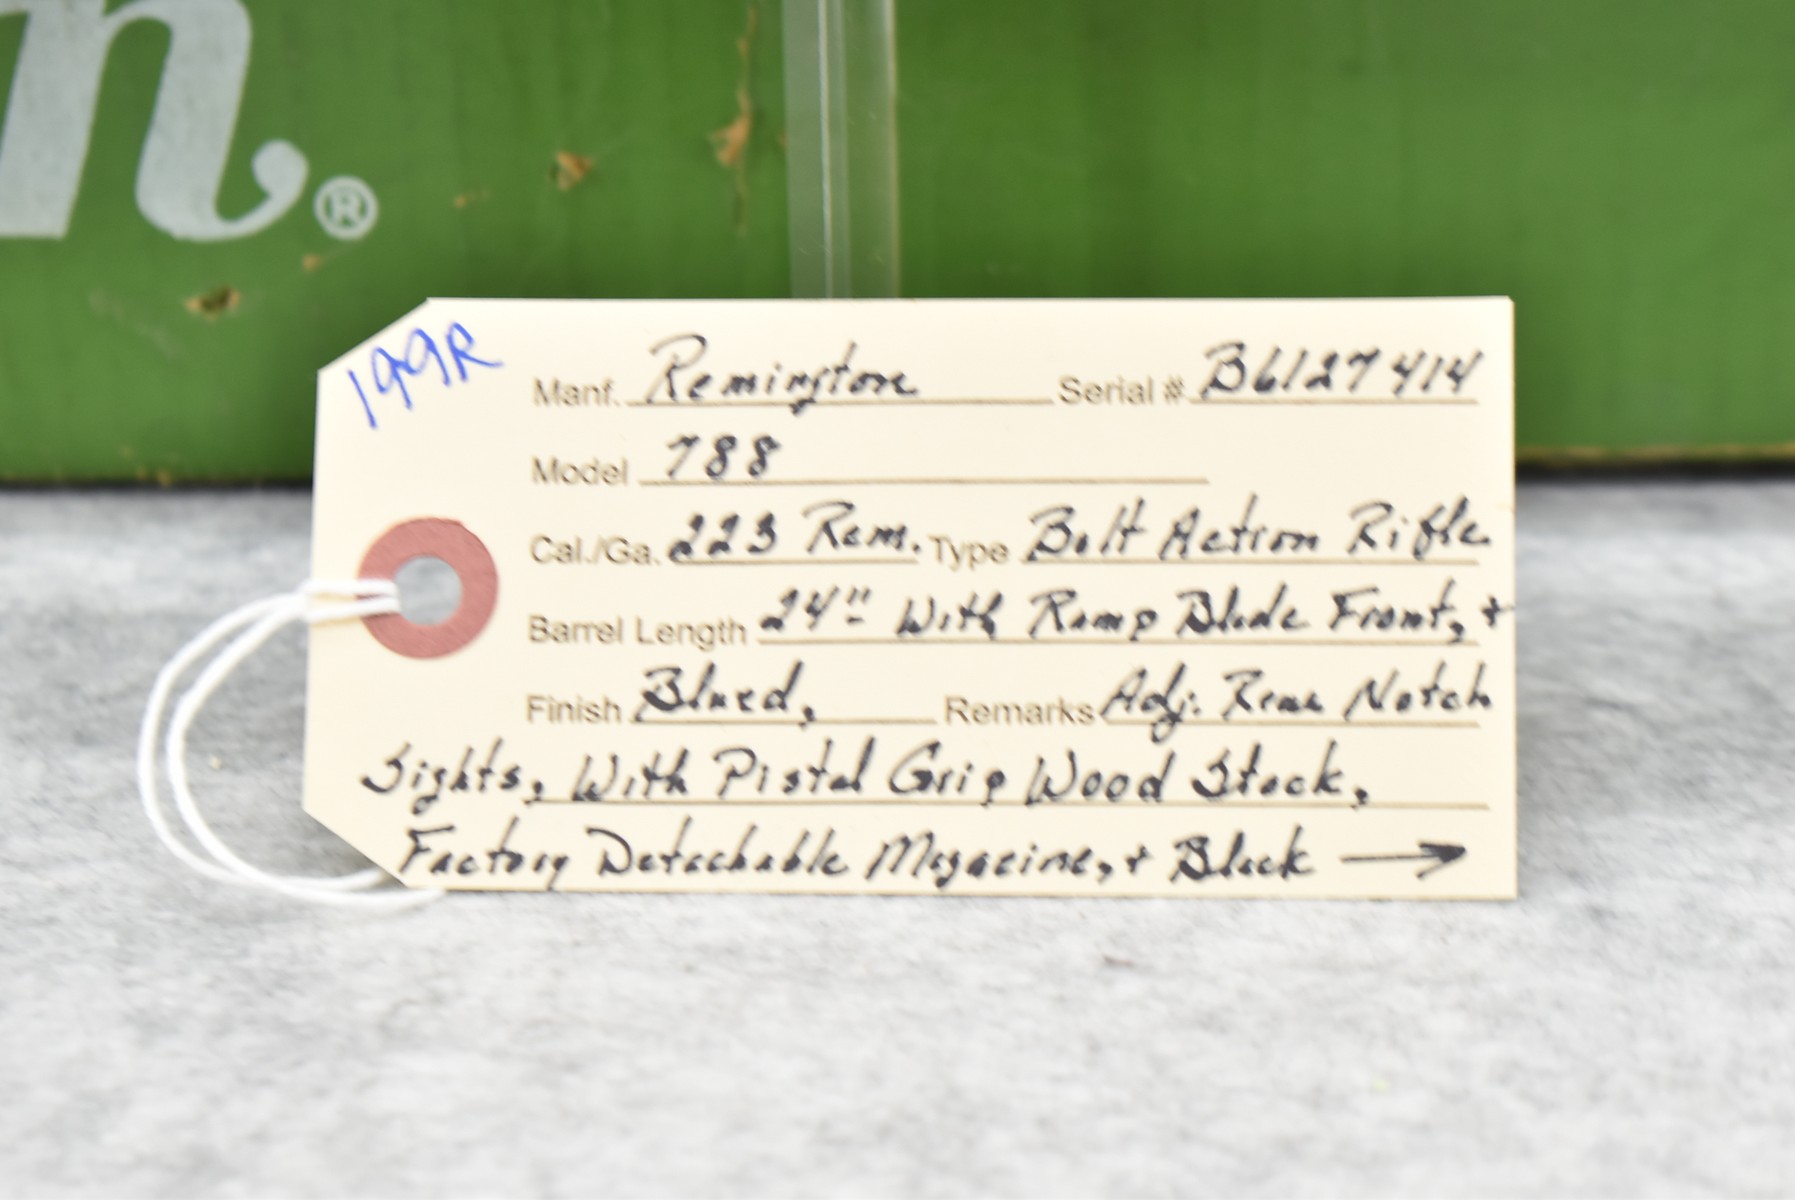 n®
199R
Manf. Remington Serial # B6127414
Model 788
Cal./Ga. 223 Rem. Type Bolt Action Rifle
Barrel Length 24" With Ramp Blade Front, +
Finish Blued, Remarks Adj. Rear Notch
Sights, With Pistol Grip Wood Stock,
Factory Detachable Magazine, + Black →